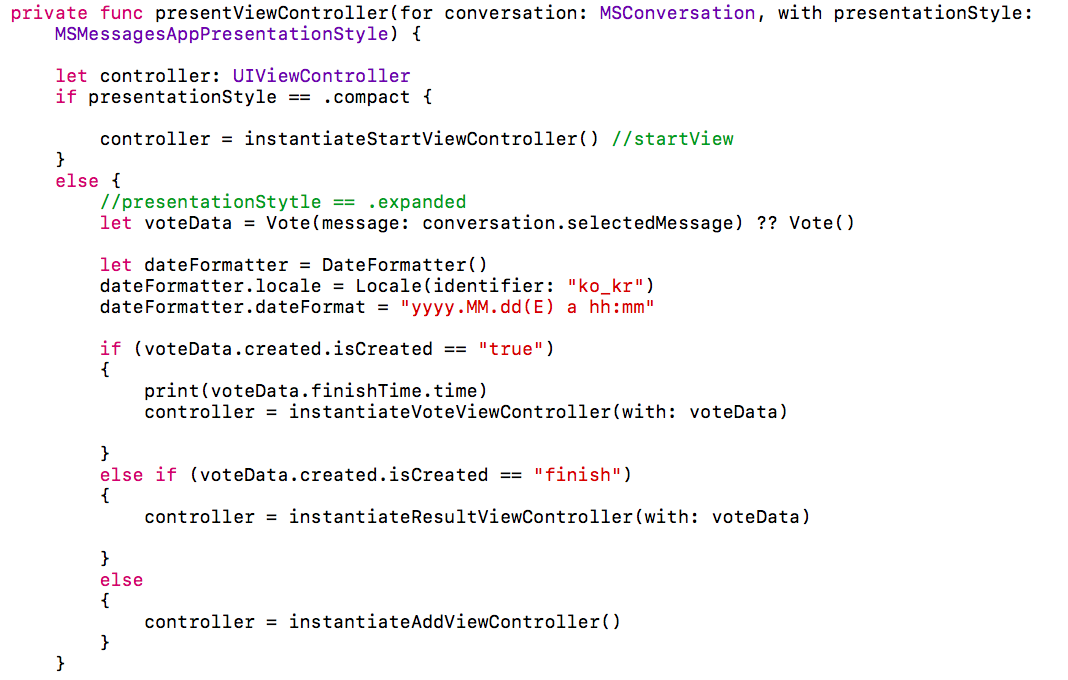 private func presentViewController(for conversation: MSConversation, with presentationStyle:
    MSMessagesAppPresentationStyle) {

    let controller: UIViewController
    if presentationStyle == .compact {

        controller = instantiateStartViewController() //startView
    }
    else {
        //presentationStytle == .expanded
        let voteData = Vote(message: conversation.selectedMessage) ?? Vote()

        let dateFormatter = DateFormatter()
        dateFormatter.locale = Locale(identifier: "ko_kr")
        dateFormatter.dateFormat = "yyyy.MM.dd(E) a hh:mm"

        if (voteData.created.isCreated == "true")
        {
            print(voteData.finishTime.time)
            controller = instantiateVoteViewController(with: voteData)

        }
        else if (voteData.created.isCreated == "finish")
        {
            controller = instantiateResultViewController(with: voteData)

        }
        else
        {
            controller = instantiateAddViewController()
        }
    }